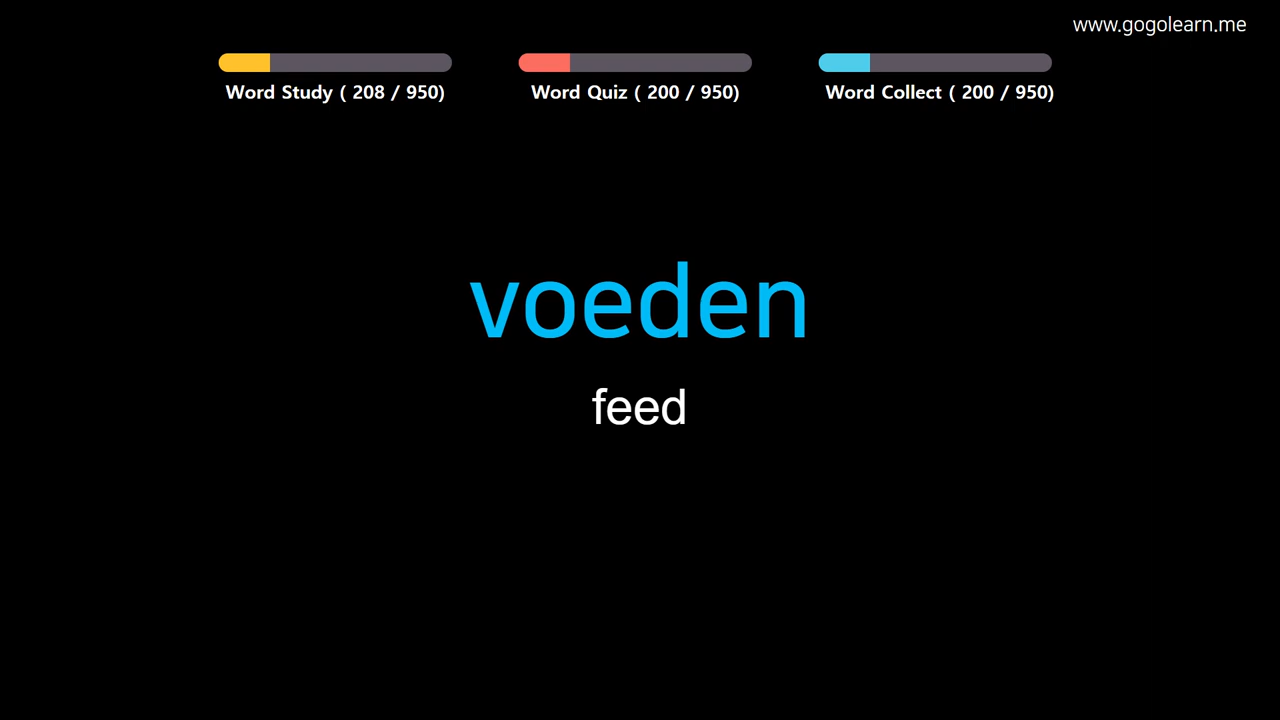 www.gogolearn.me
Word Study ( 208 / 950)
Word Quiz ( 200 / 950)
Word Collect ( 200 / 950)
voeden
feed